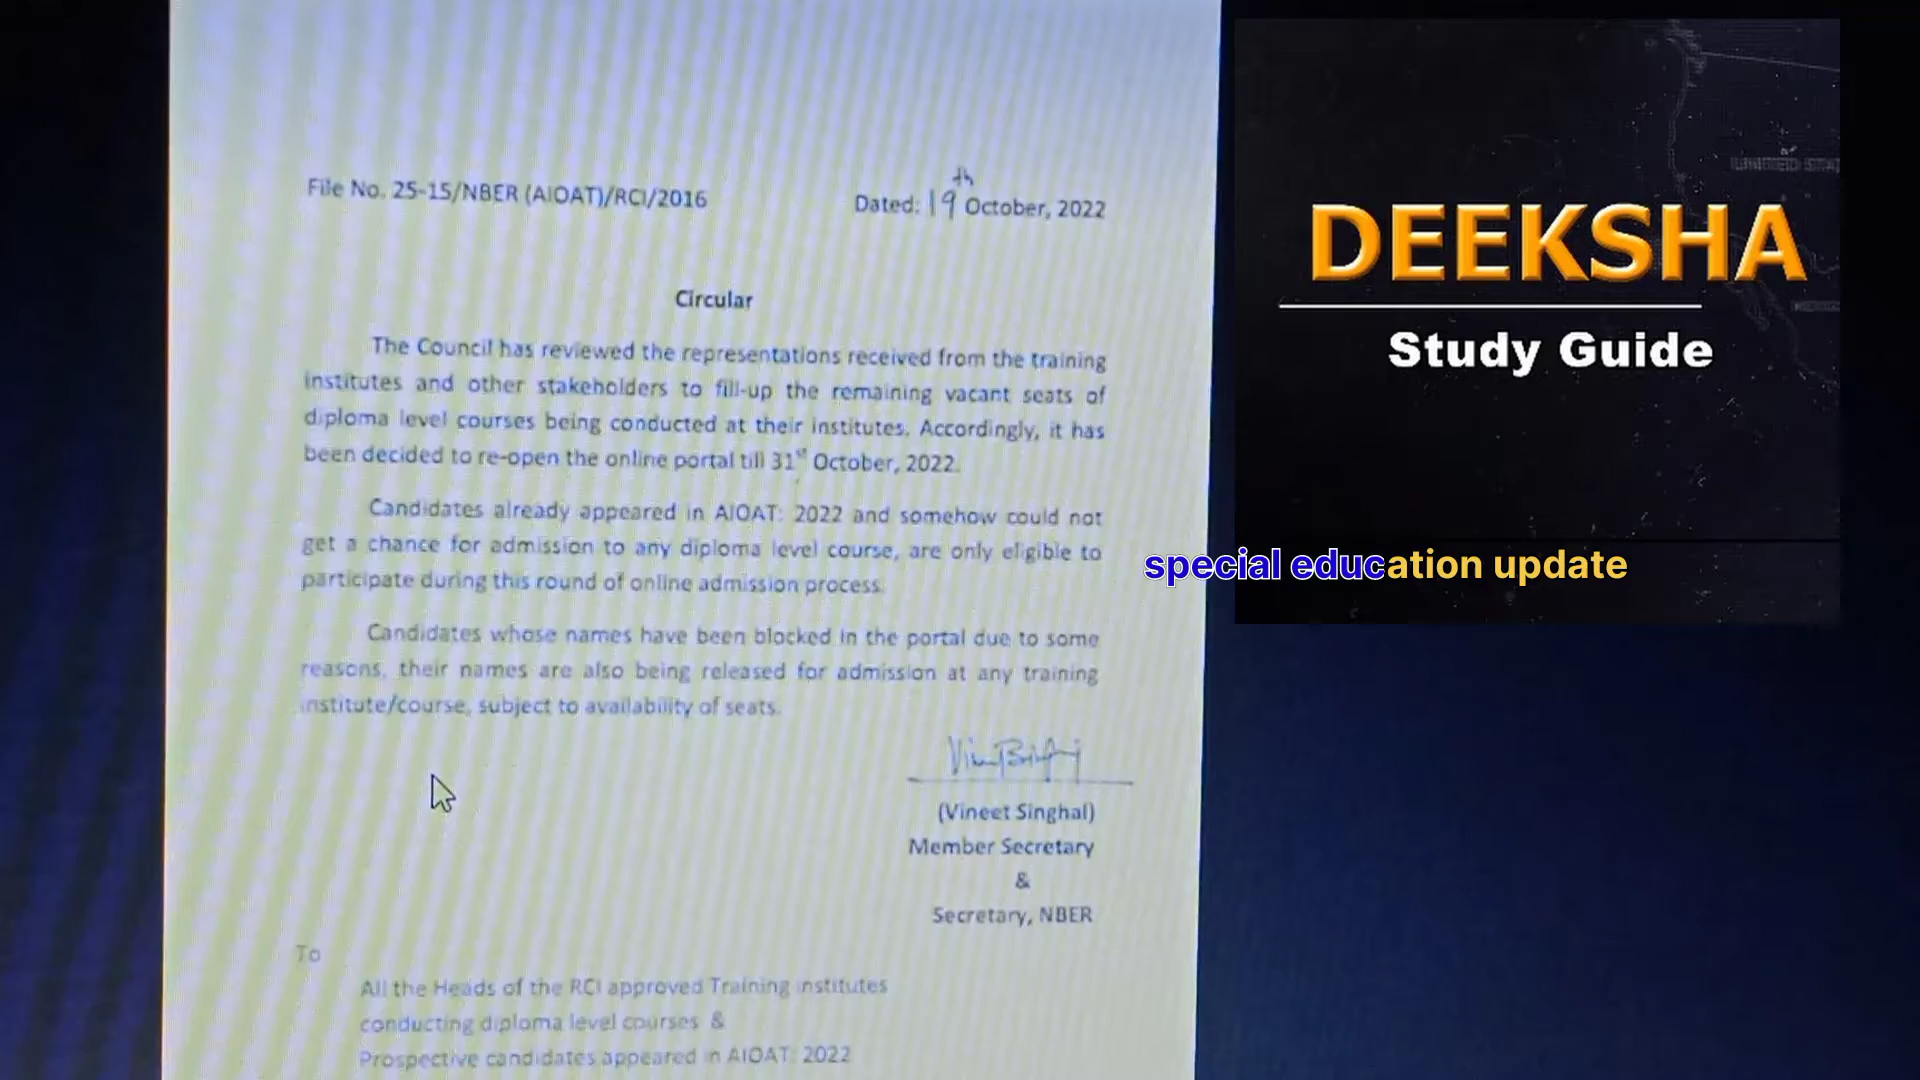 File No. 25-15/NBER (AIOAT)/RCI/2016
Dated: 19th October, 2022
Circular
The Council has reviewed the representations received from the training
institutes and other stakeholders to fill-up the remaining vacant seats of
diploma level courses being conducted at their institutes. Accordingly, it has
been decided to re-open the online portal till 31st October, 2022.
Candidates already appeared in AIOAT: 2022 and somehow could not
get a chance for admission to any diploma level course, are only eligible to
participate during this round of online admission process.
Candidates whose names have been blocked in the portal due to some
reasons, their names are also being released for admission at any training
institute/course, subject to availability of seats.
(Vineet Singhal)
Member Secretary
&
Secretary, NBER
To
All the Heads of the RCI approved Training institutes
conducting diploma level courses &
Prospective candidates appeared in AIOAT: 2022
DEEKSHA
Study Guide
special education update